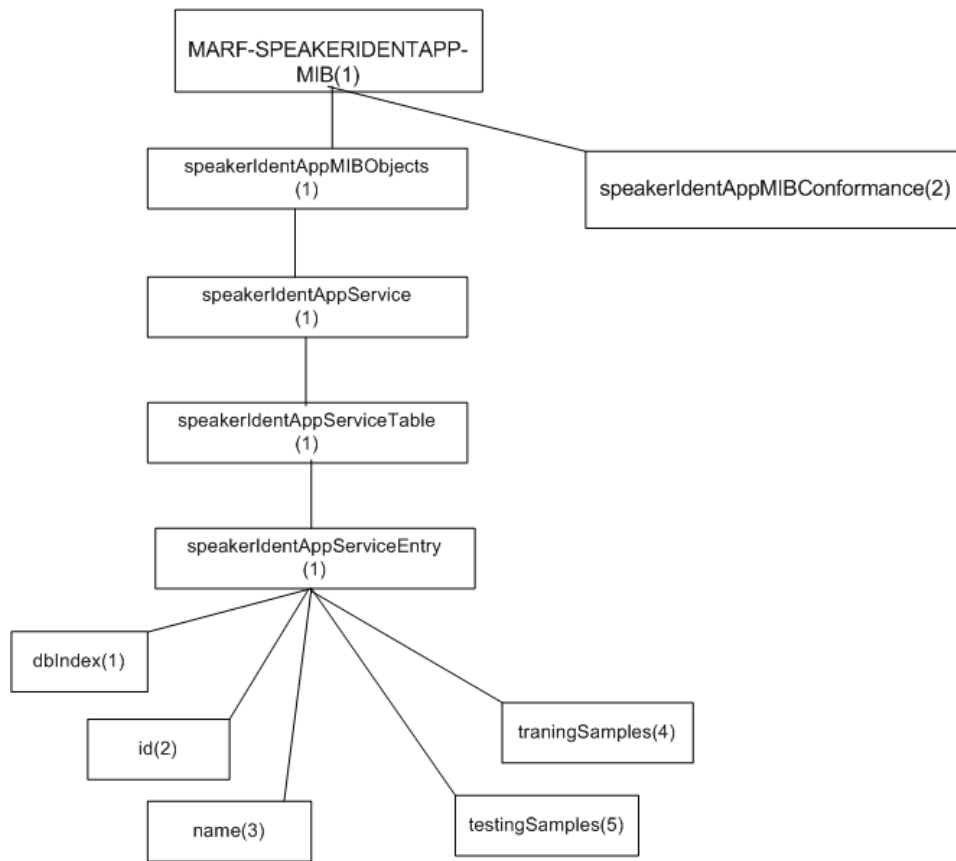 MARF-SPEAKERIDENTAPP-
MIB(1)
speakerIdentAppMIBObjects
(1)
speakerIdentAppMIBConformance(2)
speakerIdentAppService
(1)
speakerIdentAppServiceTable
(1)
speakerIdentAppServiceEntry
(1)
dbIndex(1)
id(2)
traningSamples(4)
name(3)
testingSamples(5)